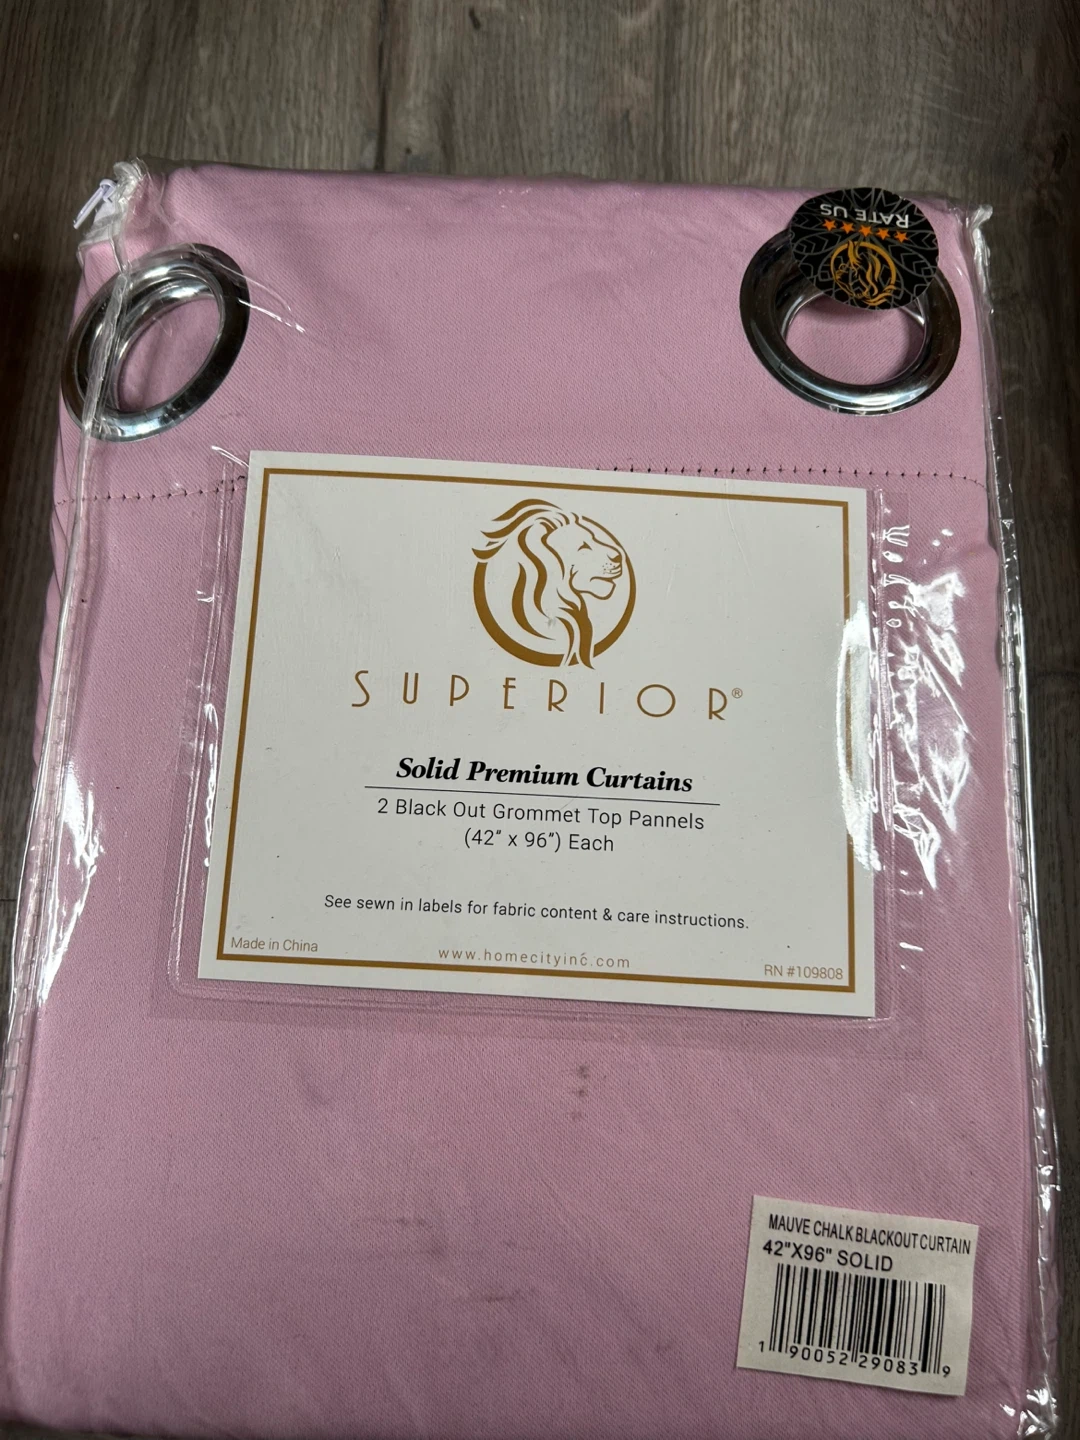 RATE US
SUPERIOR®
Solid Premium Curtains
2 Black Out Grommet Top Pannels
(42" x 96") Each
See sewn in labels for fabric content & care instructions.
Made in China
www.homecityinc.com
RN #109808
MAUVE CHALK BLACKOUT CURTAIN
42"X96" SOLID
1 90052 29083 9